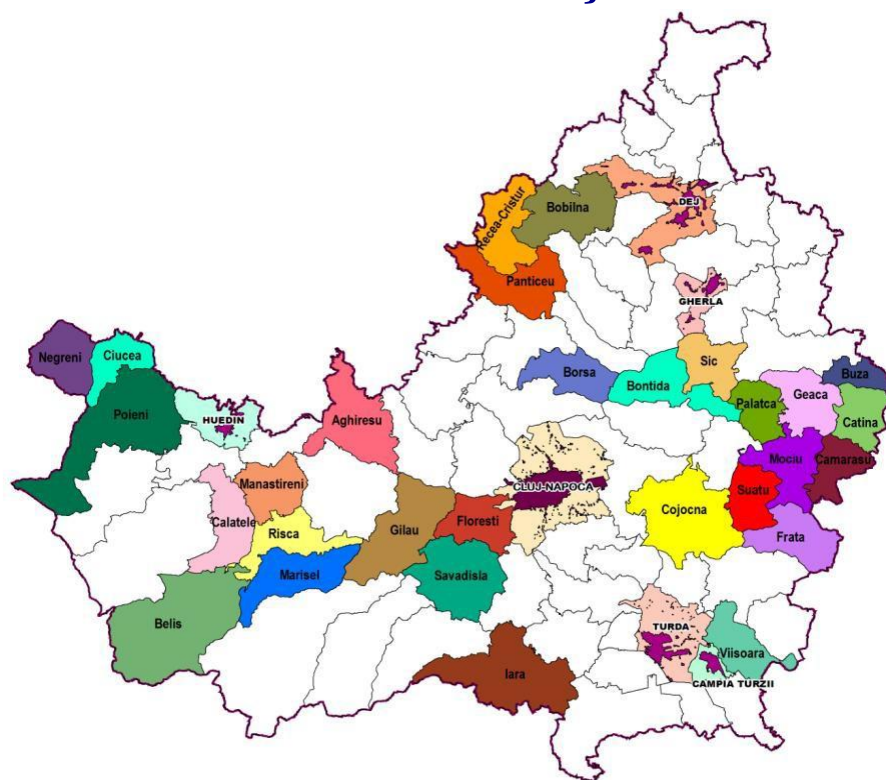 Recea-Cristur
Bobilna
DEJ
Panticeu
GHERLA
Negreni
Ciucea
Borsa
Bontida
Sic
Buza
Poieni
HUEDIN
Aghiresu
Palatca
Geaca
Catina
Manastireni
CLUJ-NAPOCA
Mociu
Camarasu
Calatele
Risca
Gilau
Floresti
Cojocna
Suatu
Frata
Marisel
Savadisla
Belis
TURDA
Viisoara
Iara
CAMPIA TURZII